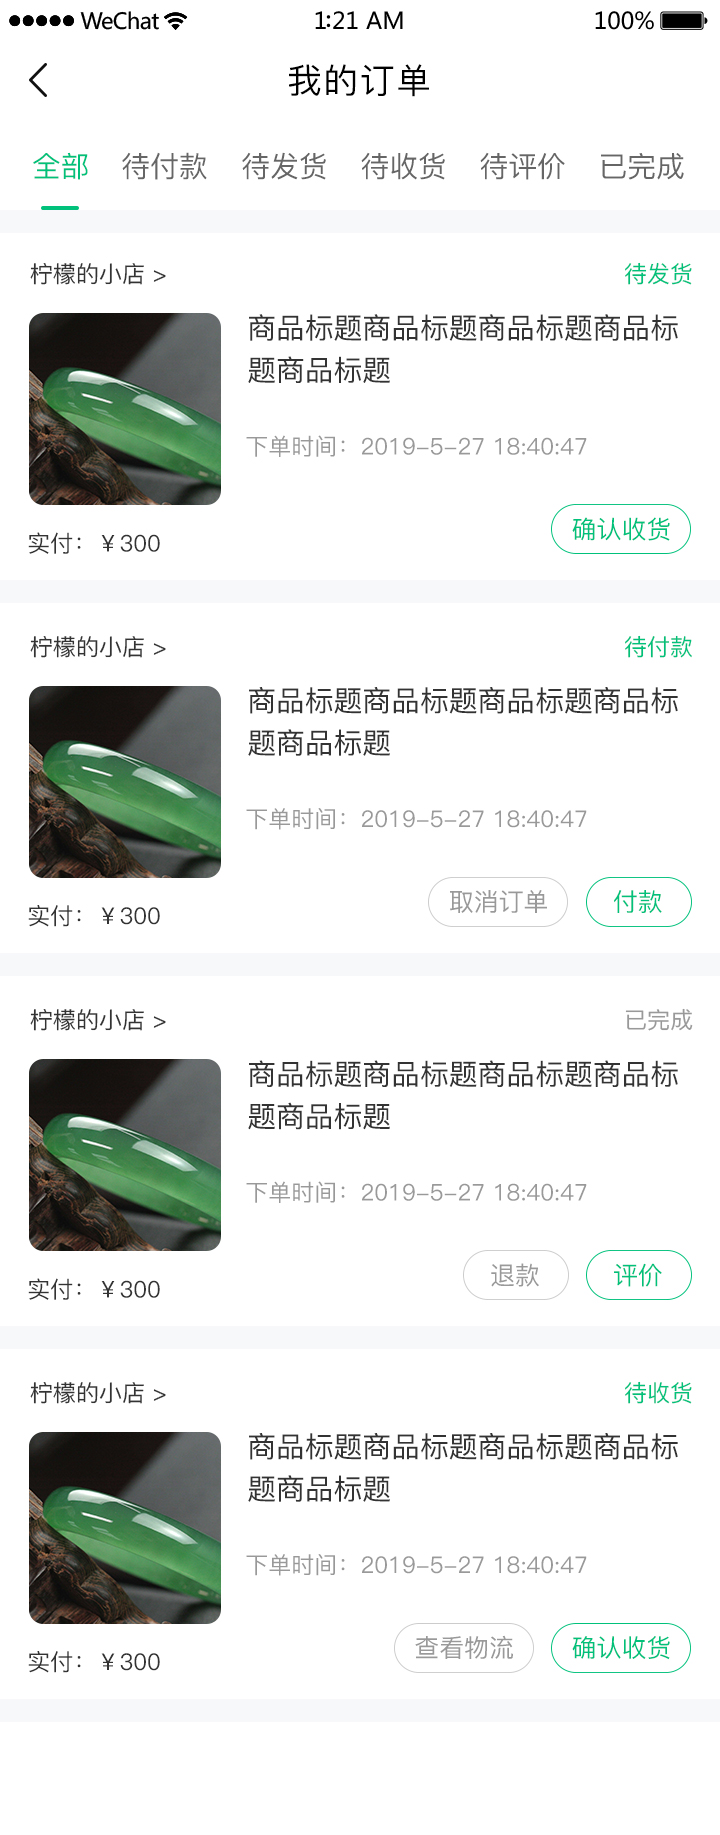 WeChat 1:21 AM 100%
我的订单
全部 待付款 待发货 待收货 待评价 已完成
柠檬的小店 > 待发货
商品标题商品标题商品标题商品标
题商品标题
下单时间：2019-5-27 18:40:47
确认收货
实付：￥300
柠檬的小店 > 待付款
商品标题商品标题商品标题商品标
题商品标题
下单时间：2019-5-27 18:40:47
取消订单 付款
实付：￥300
柠檬的小店 > 已完成
商品标题商品标题商品标题商品标
题商品标题
下单时间：2019-5-27 18:40:47
退款 评价
实付：￥300
柠檬的小店 > 待收货
商品标题商品标题商品标题商品标
题商品标题
下单时间：2019-5-27 18:40:47
查看物流 确认收货
实付：￥300